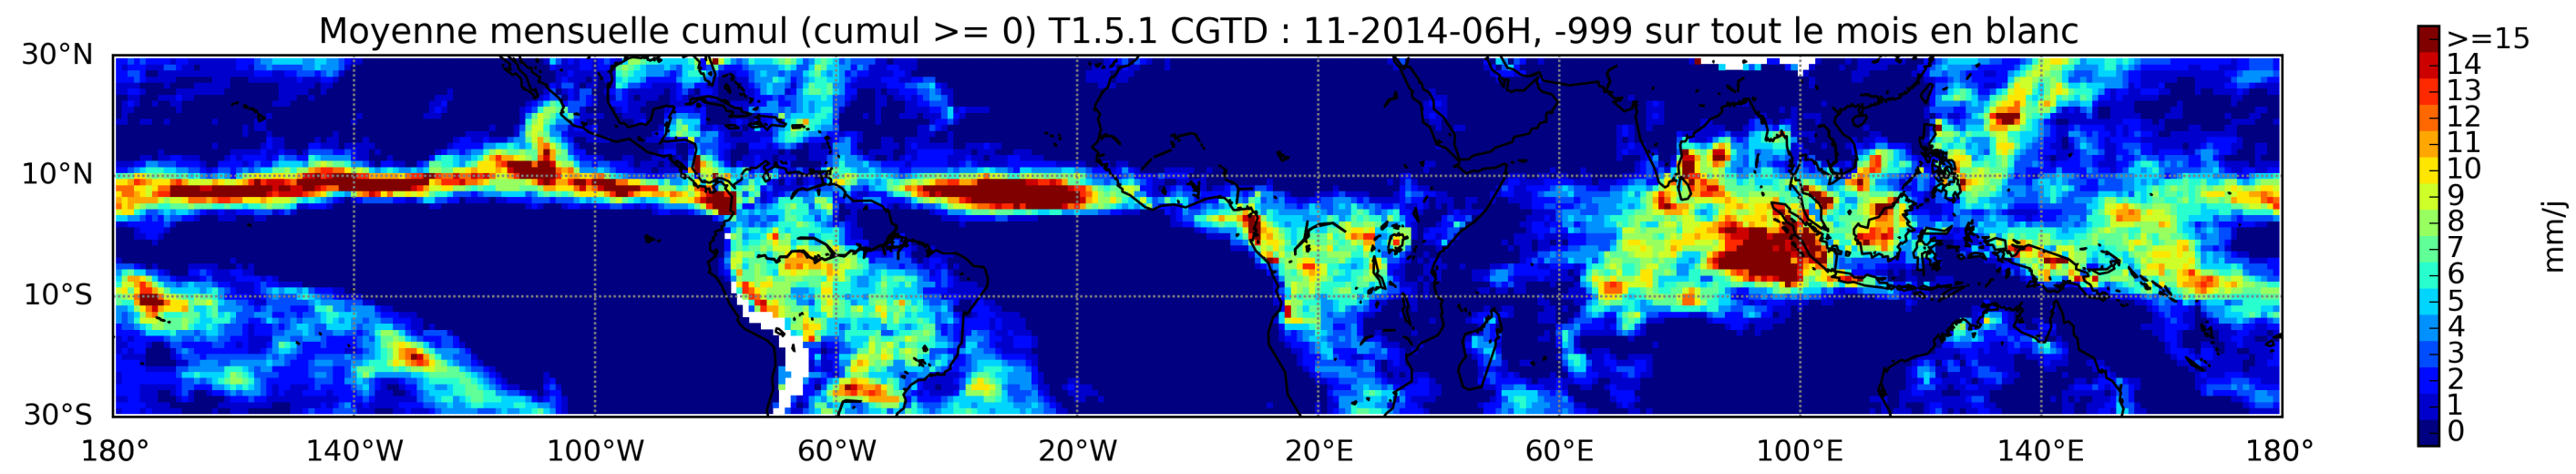 Moyenne mensuelle cumul (cumul >= 0) T1.5.1 CGTD : 11-2014-06H, -999 sur tout le mois en blanc
30°N
10°N
10°S
30°S
180° 140°W 100°W 60°W 20°W 20°E 60°E 100°E 140°E 180°
>=15
14
13
12
11
10
9
8
7
6
5
4
3
2
1
0
mm/j